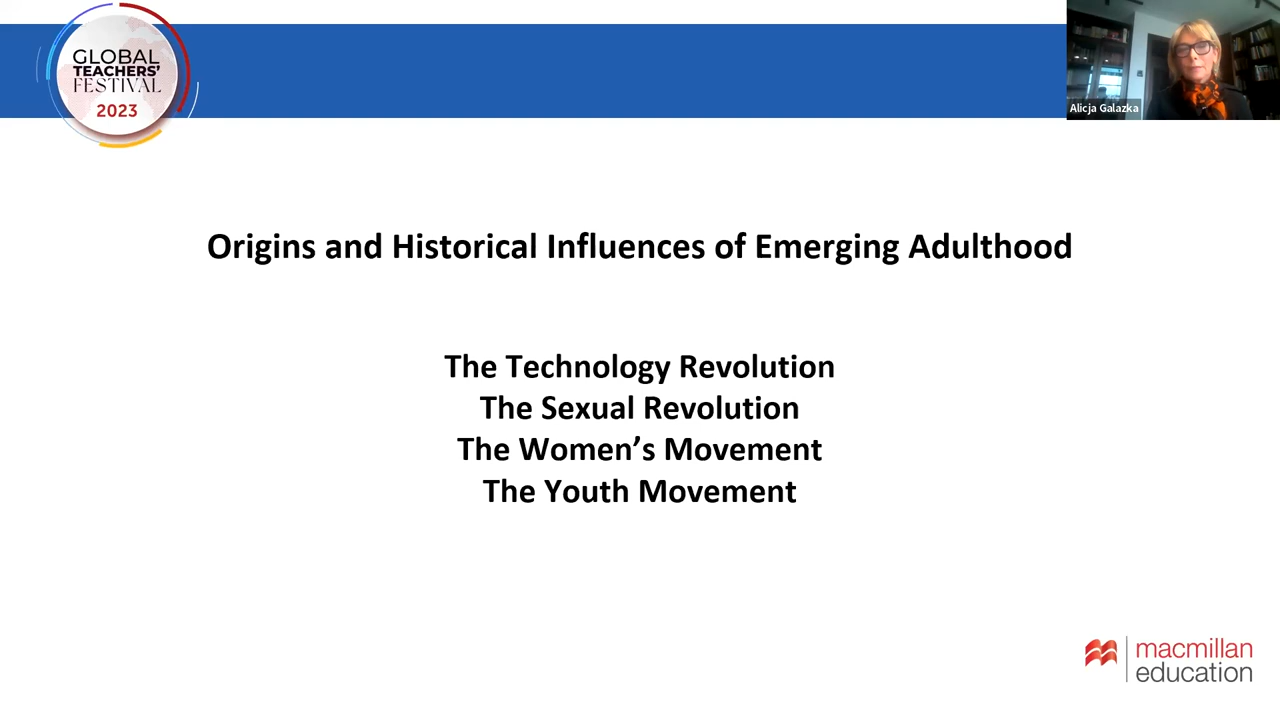 GLOBAL
TEACHERS'
FESTIVAL
2023
Alicja Galazka
Origins and Historical Influences of Emerging Adulthood
The Technology Revolution
The Sexual Revolution
The Women’s Movement
The Youth Movement
macmillan
education